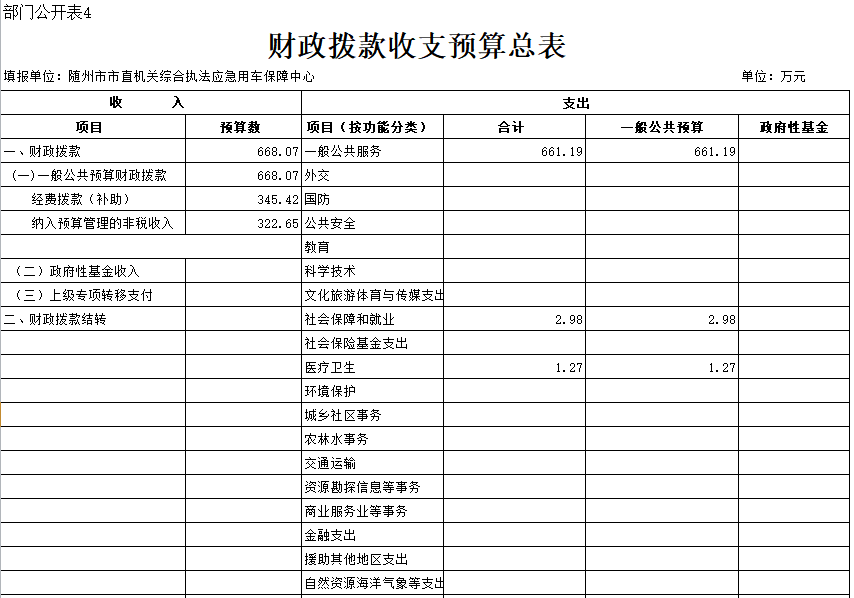 部门公开表4
财政拨款收支预算总表
填报单位：随州市市直机关综合执法应急用车保障中心 单位：万元
收 入 支出
项目 预算数 项目（按功能分类） 合计 一般公共预算 政府性基金
一、财政拨款 668.07 一般公共服务 661.19 661.19
(一)一般公共预算财政拨款 668.07 外交
经费拨款（补助） 345.42 国防
纳入预算管理的非税收入 322.65 公共安全
教育
（二）政府性基金收入 科学技术
（三）上级专项转移支付 文化旅游体育与传媒支出
二、财政拨款结转 社会保障和就业 2.98 2.98
社会保险基金支出
医疗卫生 1.27 1.27
环境保护
城乡社区事务
农林水事务
交通运输
资源勘探信息等事务
商业服务业等事务
金融支出
援助其他地区支出
自然资源海洋气象等支出